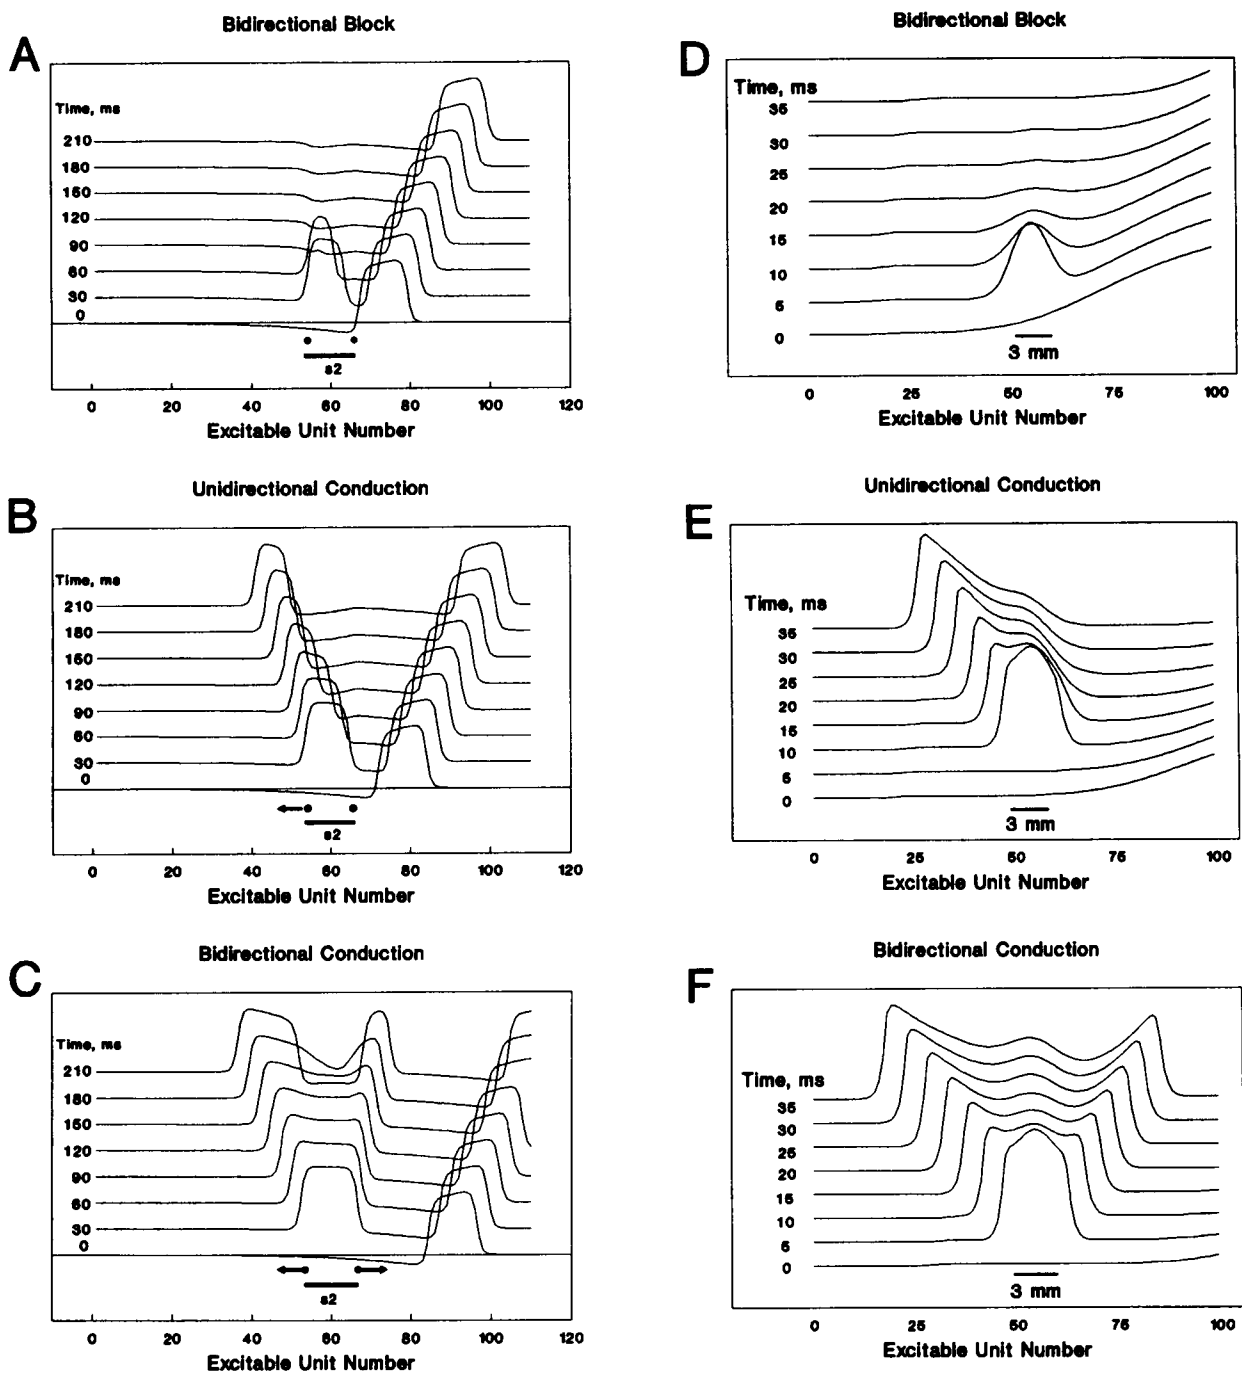 Bidirectional Block
A
Time, ms
210
180
150
120
90
60
30
0
s2
0 20 40 60 80 100 120
Excitable Unit Number
Bidirectional Block
D
Time, ms
35
30
25
20
15
10
5
0
3 mm
0 25 50 75 100
Excitable Unit Number
Unidirectional Conduction
B
Time, ms
210
180
150
120
90
60
30
0
s2
0 20 40 60 80 100 120
Excitable Unit Number
Unidirectional Conduction
E
Time, ms
35
30
25
20
15
10
5
0
3 mm
0 25 50 75 100
Excitable Unit Number
Bidirectional Conduction
C
Time, ms
210
180
150
120
90
60
30
0
s2
0 20 40 60 80 100 120
Excitable Unit Number
Bidirectional Conduction
F
Time, ms
35
30
25
20
15
10
5
0
3 mm
0 25 50 75 100
Excitable Unit Number